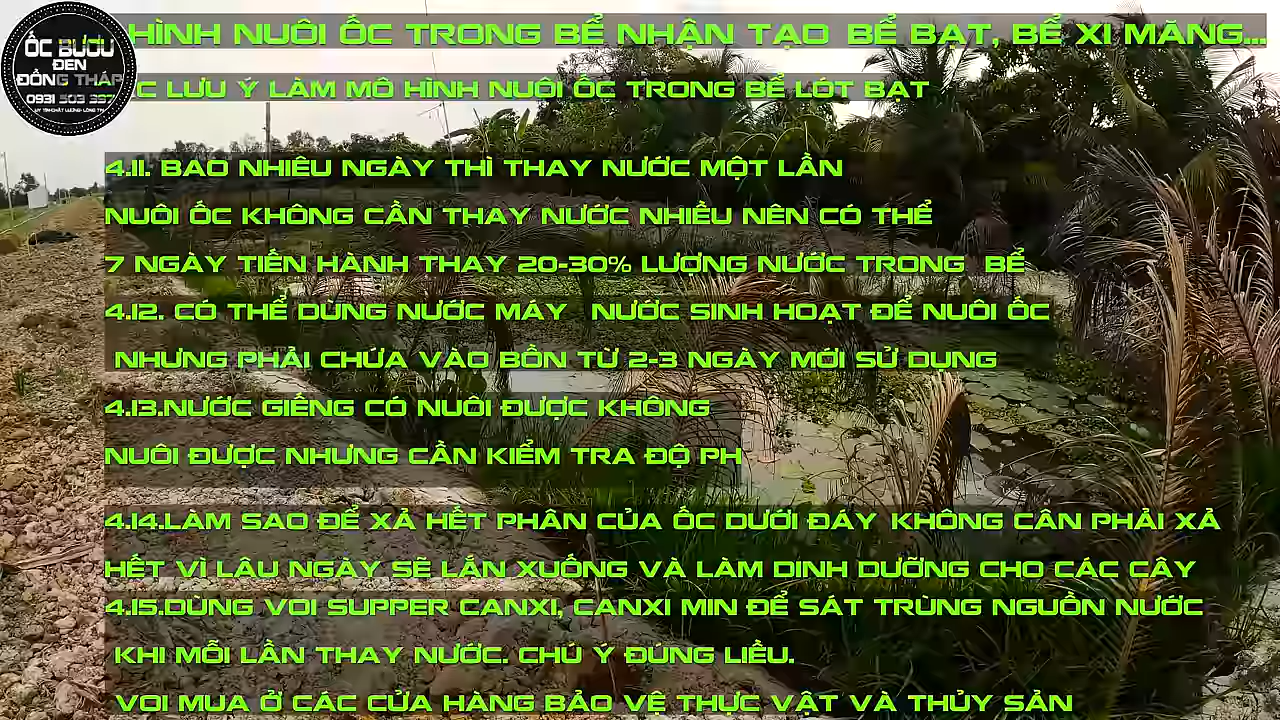 ỐC BƯƠU
ĐEN
ĐỒNG THÁP
0931 503 397
UY TÍN-CHẤT LƯỢNG- LÒNG TIN
HÌNH NUÔI ỐC TRONG BỂ NHẬN TẠO BỂ BẠT, BỂ XI MĂNG...
C LƯU Ý LÀM MÔ HÌNH NUÔI ỐC TRONG BỂ LÓT BẠT
4.11. BAO NHIÊU NGÀY THÌ THAY NƯỚC MỘT LẦN
NUÔI ỐC KHÔNG CẦN THAY NƯỚC NHIỀU NÊN CÓ THỂ
7 NGÀY TIẾN HÀNH THAY 20-30% LƯỢNG NƯỚC TRONG BỂ
4.12. CÓ THỂ DÙNG NƯỚC MÁY NƯỚC SINH HOẠT ĐỂ NUÔI ỐC
NHƯNG PHẢI CHỨA VÀO BỒN TỪ 2-3 NGÀY MỚI SỬ DỤNG
4.13.NƯỚC GIẾNG CÓ NUÔI ĐƯỢC KHÔNG
NUÔI ĐƯỢC NHƯNG CẦN KIỂM TRA ĐỘ PH
4.14.LÀM SAO ĐỂ XẢ HẾT PHÂN CỦA ỐC DƯỚI ĐÁY KHÔNG CẦN PHẢI XẢ
HẾT VÌ LÂU NGÀY SẼ LẮN XUỐNG VÀ LÀM DINH DƯỠNG CHO CÁC CÂY
4.15.DÙNG VOI SUPPER CANXI, CANXI MIN ĐỂ SÁT TRÙNG NGUỒN NƯỚC
KHI MỖI LẦN THAY NƯỚC. CHÚ Ý ĐÚNG LIỀU.
VOI MUA Ở CÁC CỬA HÀNG BẢO VỆ THỰC VẬT VÀ THỦY SẢN